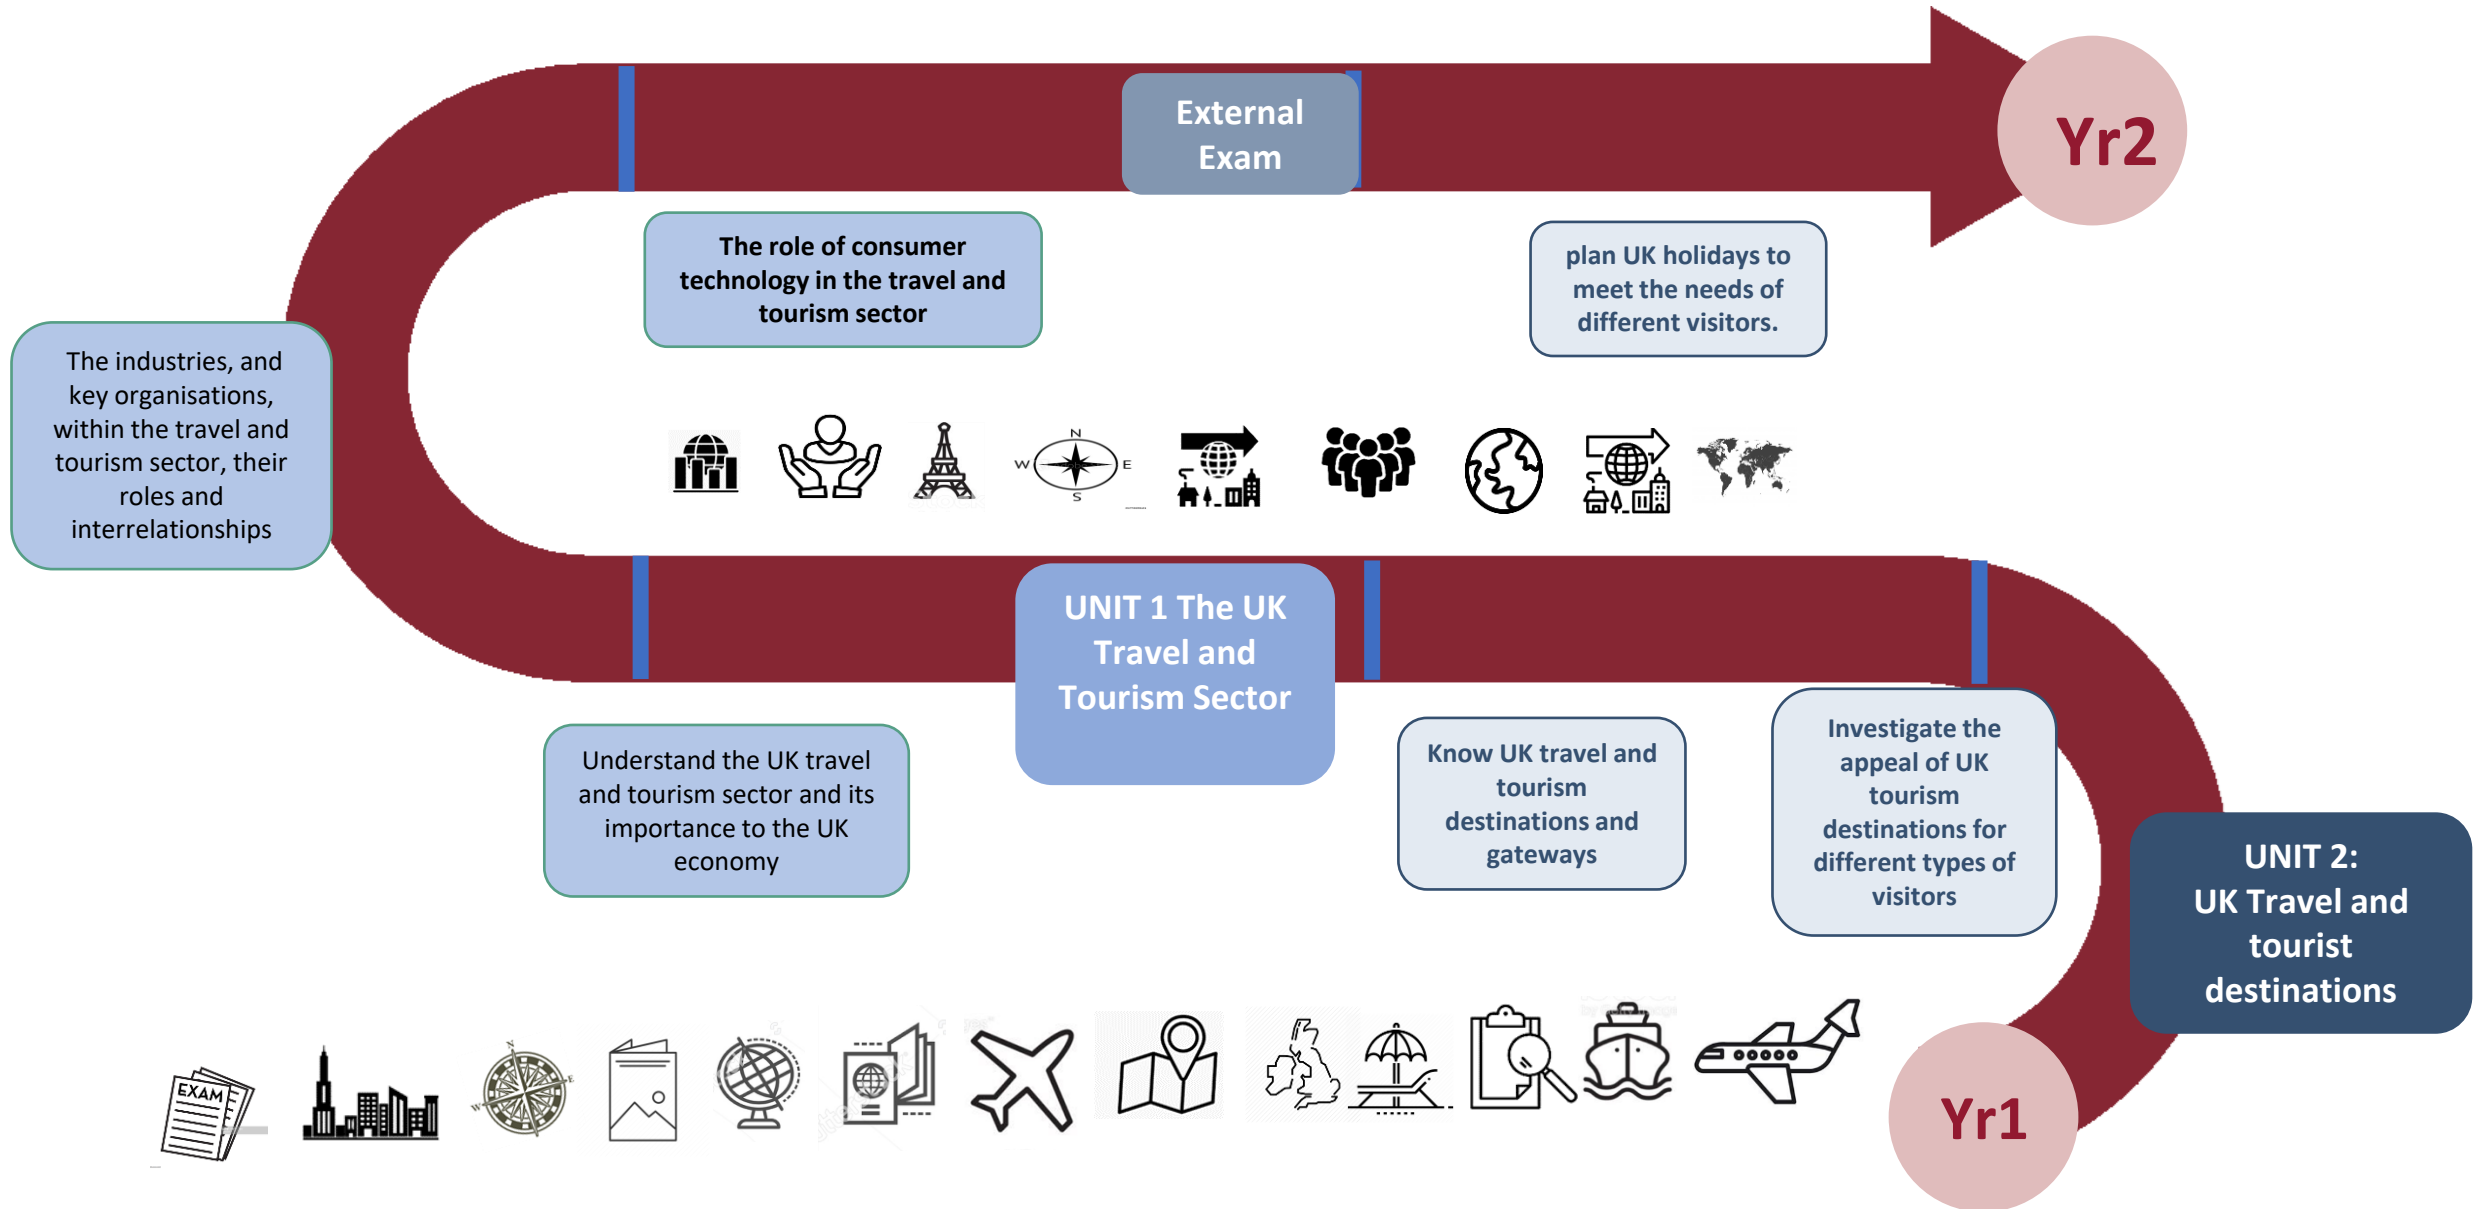 External
Exam
Yr2
The role of consumer
technology in the travel and
tourism sector
plan UK holidays to
meet the needs of
different visitors.
The industries, and
key organisations,
within the travel and
tourism sector, their
roles and
interrelationships
N
W
E
S
UNIT 1 The UK
Travel and
Tourism Sector
Understand the UK travel
and tourism sector and its
importance to the UK
economy
Know UK travel and
tourism
destinations and
gateways
Investigate the
appeal of UK
tourism
destinations for
different types of
visitors
UNIT 2:
UK Travel and
tourist
destinations
EXAM
N
E
W
Yr1